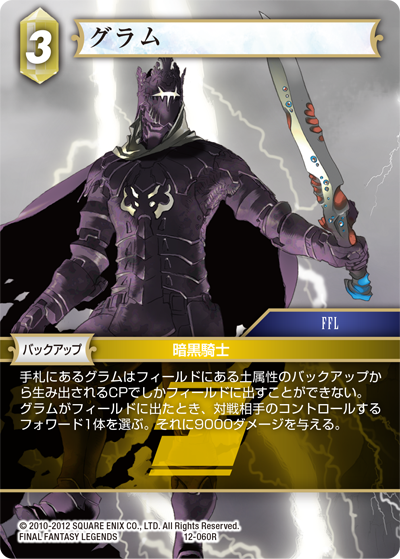 3
グラム
FFL
バックアップ
暗黒騎士
手札にあるグラムはフィールドにある土属性のバックアップか
ら生み出されるCPでしかフィールドに出すことができない。
グラムがフィールドに出たとき、対戦相手のコントロールする
フォワード1体を選ぶ。それに9000ダメージを与える。
© 2010-2012 SQUARE ENIX CO., LTD. All Rights Reserved.
FINAL FANTASY LEGENDS 12-060R